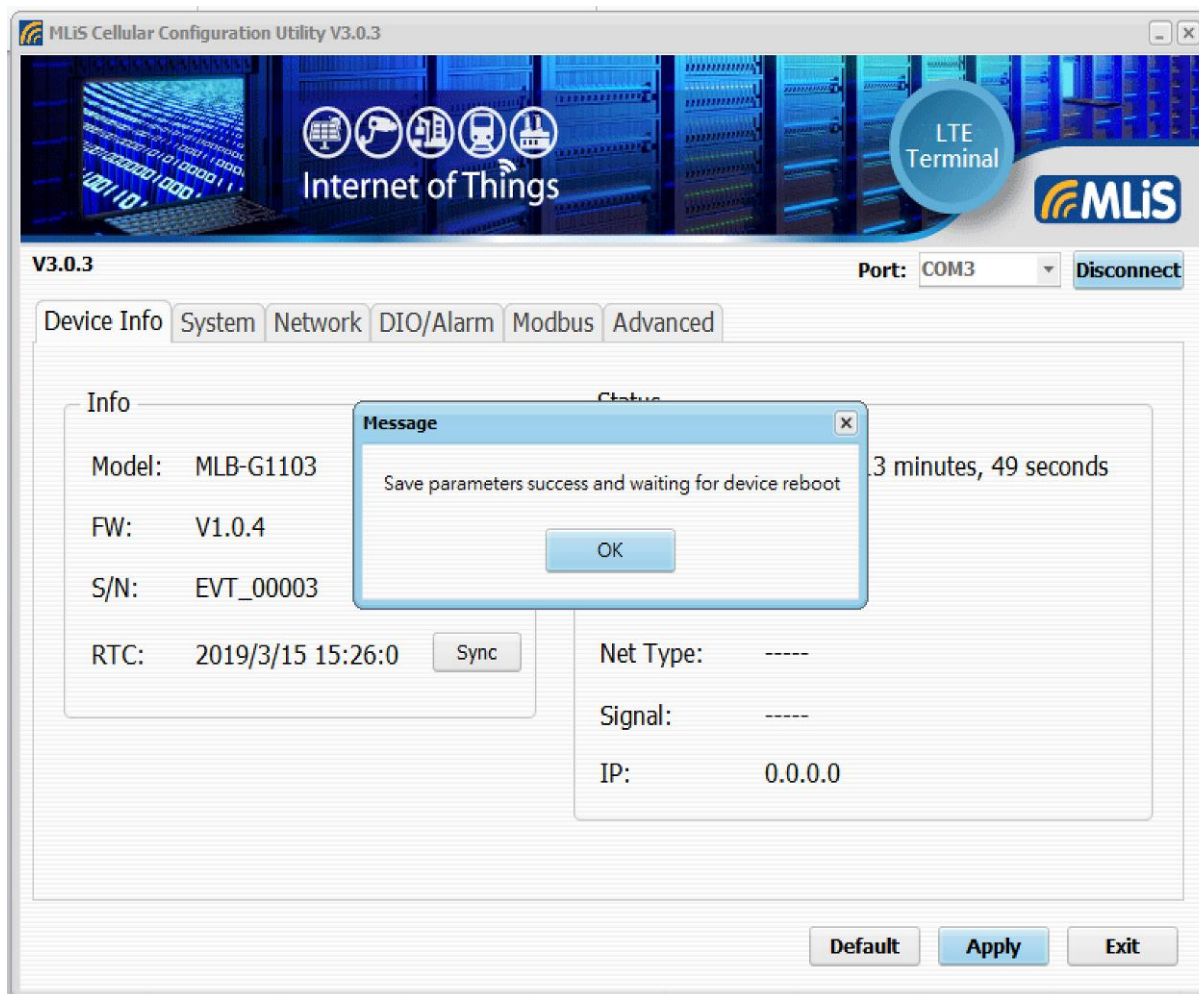 MLiS Cellular Configuration Utility V3.0.3
Internet of Things
LTE
Terminal
MLiS
V3.0.3
Port: COM3 Disconnect
Device Info System Network DIO/Alarm Modbus Advanced
Info
Status
Message
Save parameters success and waiting for device reboot
OK
Model: MLB-G1103
3 minutes, 49 seconds
FW: V1.0.4
S/N: EVT_00003
RTC: 2019/3/15 15:26:0 Sync
Net Type: -----
Signal: -----
IP: 0.0.0.0
Default Apply Exit